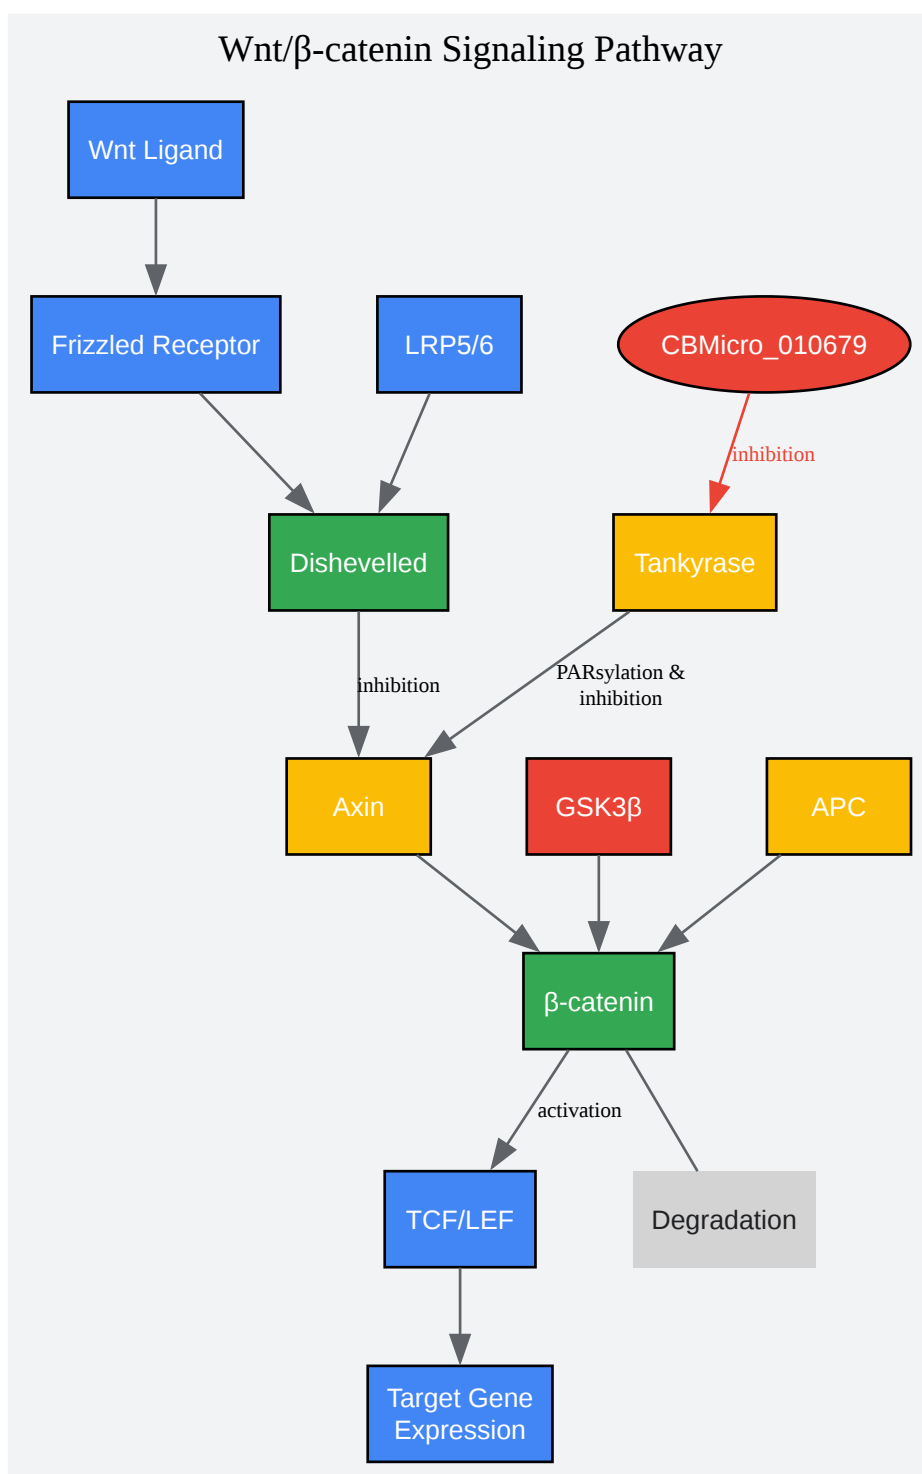 Wnt/β-catenin Signaling Pathway
Wnt Ligand
Frizzled Receptor
LRP5/6
CBMicro_010679
inhibition
Dishevelled
Tankyrase
inhibition
PARsylation &
inhibition
Axin
GSK3β
APC
β-catenin
activation
TCF/LEF
Degradation
Target Gene
Expression